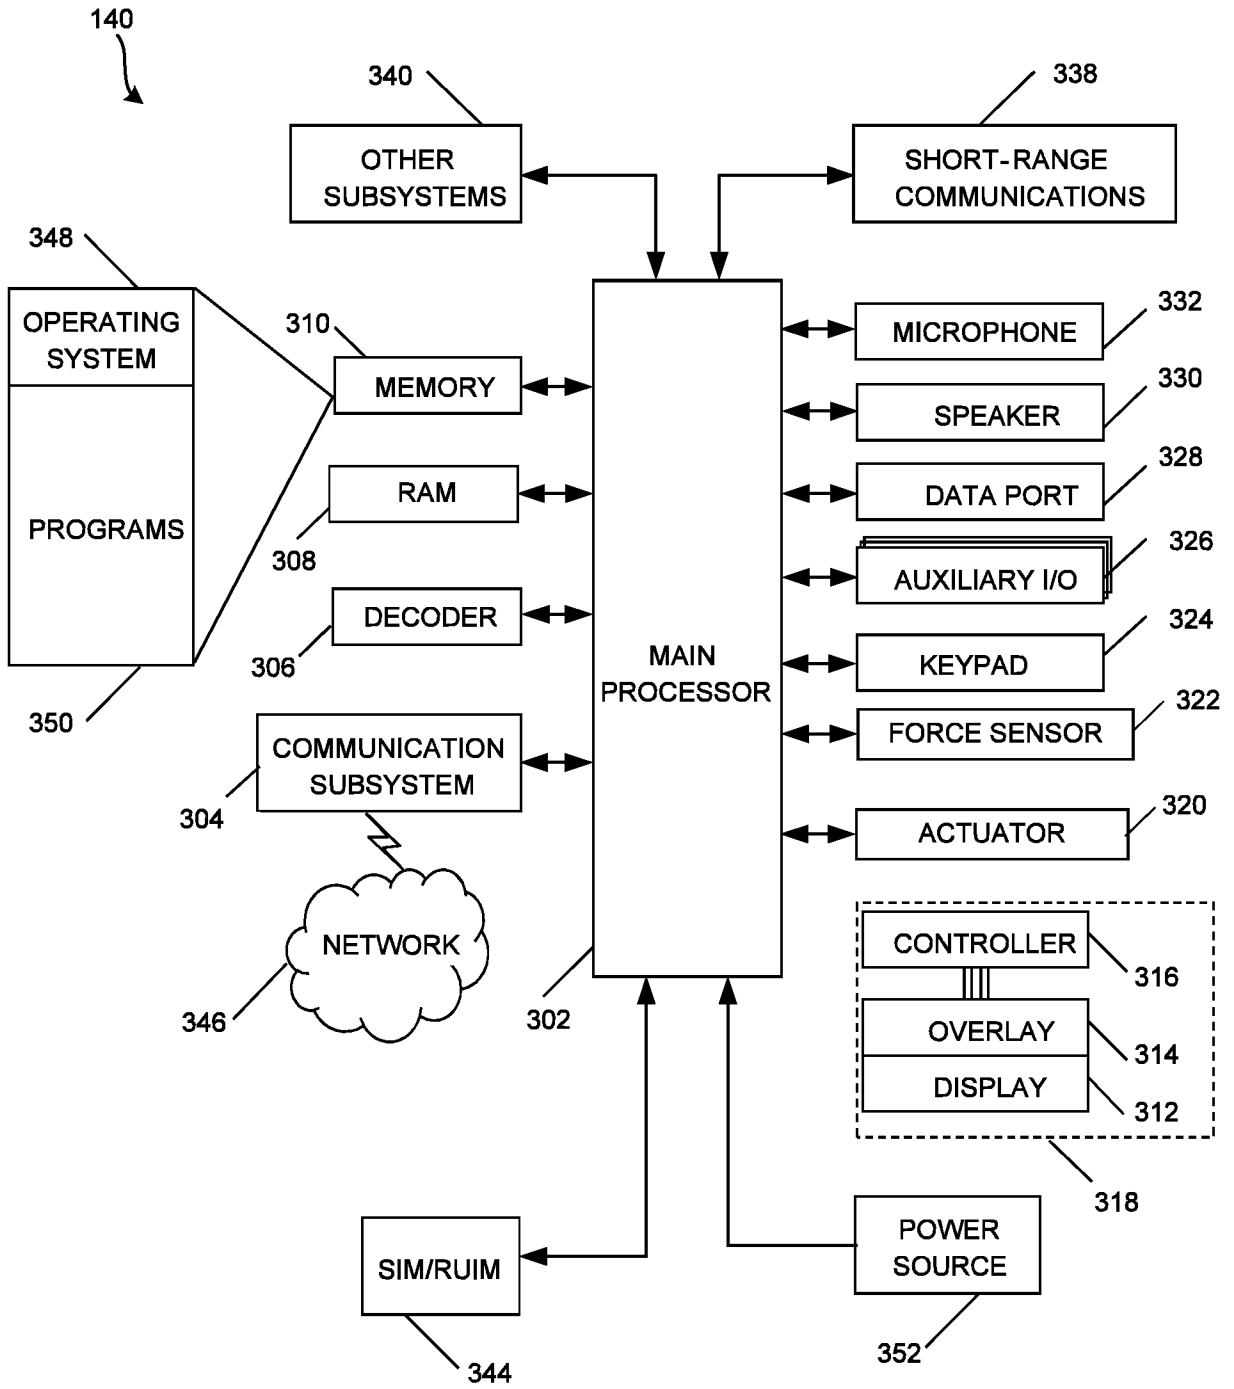 140
340
338
OTHER
SUBSYSTEMS
SHORT-RANGE
COMMUNICATIONS
348
OPERATING
SYSTEM
PROGRAMS
350
310
MEMORY
RAM
308
DECODER
306
COMMUNICATION
SUBSYSTEM
304
NETWORK
346
MAIN
PROCESSOR
302
332
MICROPHONE
330
SPEAKER
328
DATA PORT
326
AUXILIARY I/O
324
KEYPAD
322
FORCE SENSOR
320
ACTUATOR
CONTROLLER
316
OVERLAY
314
DISPLAY
312
318
SIM/RUIM
344
POWER
SOURCE
352